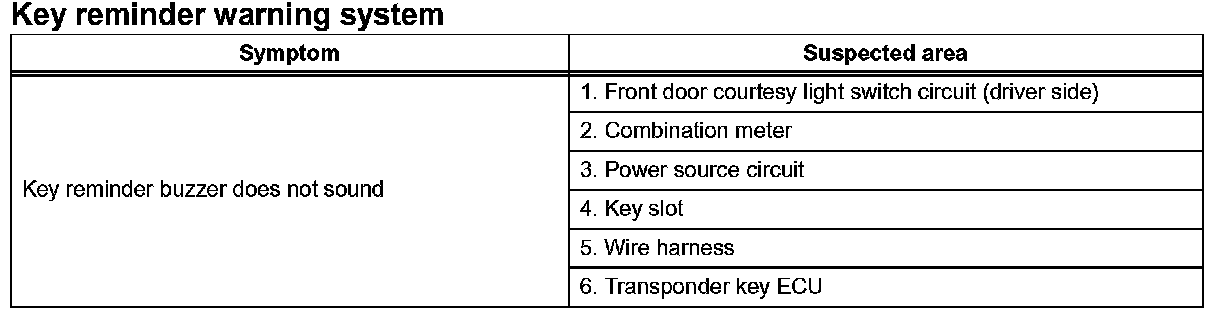 Key reminder warning system
Symptom
Suspected area
Key reminder buzzer does not sound
1. Front door courtesy light switch circuit (driver side)
2. Combination meter
3. Power source circuit
4. Key slot
5. Wire harness
6. Transponder key ECU